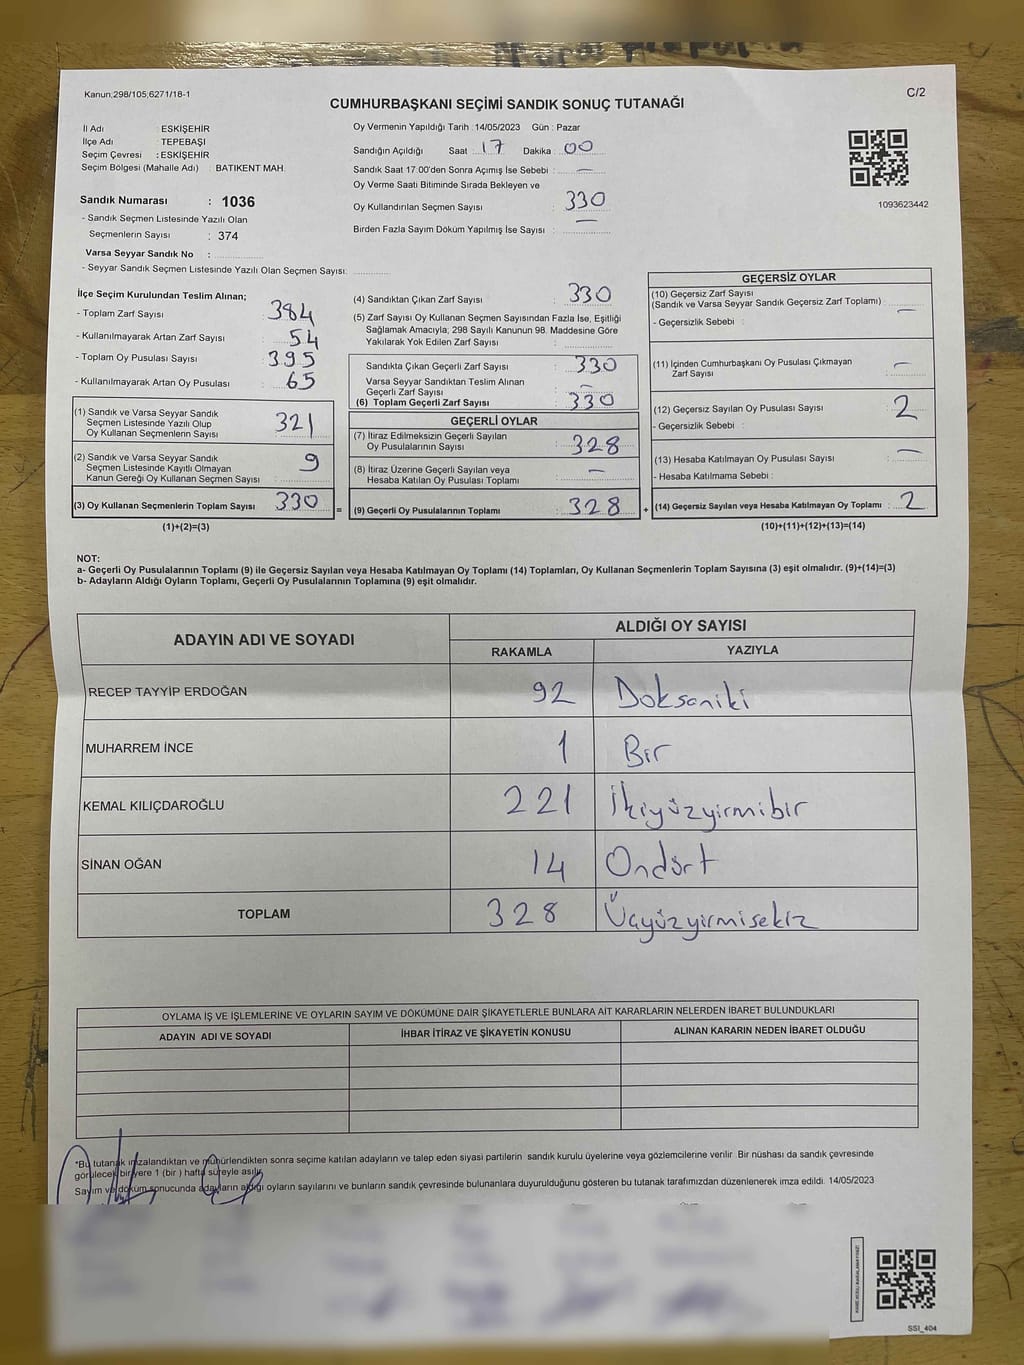 Kanun;298/105;6271/18-1
C/2
CUMHURBAŞKANI SEÇİMİ SANDIK SONUÇ TUTANAĞI
İl Adı : ESKİŞEHİR
İlçe Adı : TEPEBAŞI
Seçim Çevresi : ESKİŞEHİR
Seçim Bölgesi (Mahalle Adı) : BATIKENT MAH.
Sandık Numarası : 1036
- Sandık Seçmen Listesinde Yazılı Olan
Seçmenlerin Sayısı : 374
Varsa Seyyar Sandık No :
- Seyyar Sandık Seçmen Listesinde Yazılı Olan Seçmen Sayısı:
Oy Vermenin Yapıldığı Tarih : 14/05/2023 Gün : Pazar
Sandığın Açıldığı Saat : 17 Dakika : 00
Sandık Saat 17:00'den Sonra Açımış İse Sebebi : —
Oy Verme Saati Bitiminde Sırada Bekleyen ve
Oy Kullandırılan Seçmen Sayısı : 330
Birden Fazla Sayım Döküm Yapılmış İse Sayısı : —
1093623442
İlçe Seçim Kurulundan Teslim Alınan;
- Toplam Zarf Sayısı : 384
- Kullanılmayarak Artan Zarf Sayısı : 54
- Toplam Oy Pusulası Sayısı : 395
- Kullanılmayarak Artan Oy Pusulası : 65
(1) Sandık ve Varsa Seyyar Sandık
Seçmen Listesinde Yazılı Olup
Oy Kullanan Seçmenlerin Sayısı : 321
(2) Sandık ve Varsa Seyyar Sandık
Seçmen Listesinde Kayıtlı Olmayan
Kanun Gereği Oy Kullanan Seçmen Sayısı : 9
(3) Oy Kullanan Seçmenlerin Toplam Sayısı : 330
(1)+(2)=(3)
(4) Sandıktan Çıkan Zarf Sayısı : 330
(5) Zarf Sayısı Oy Kullanan Seçmen Sayısından Fazla İse, Eşitliği
Sağlamak Amacıyla, 298 Sayılı Kanunun 98. Maddesine Göre
Yakılarak Yok Edilen Zarf Sayısı :
Sandıkta Çıkan Geçerli Zarf Sayısı : 330
Varsa Seyyar Sandıktan Teslim Alınan
Geçerli Zarf Sayısı : —
(6) Toplam Geçerli Zarf Sayısı : 330
GEÇERLİ OYLAR
(7) İtiraz Edilmeksizin Geçerli Sayılan
Oy Pusulalarının Sayısı : 328
(8) İtiraz Üzerine Geçerli Sayılan veya
Hesaba Katılan Oy Pusulası Toplamı : —
= (9) Geçerli Oy Pusulalarının Toplamı : 328
GEÇERSİZ OYLAR
(10) Geçersiz Zarf Sayısı
(Sandık ve Varsa Seyyar Sandık Geçersiz Zarf Toplamı) : —
- Geçersizlik Sebebi :
(11) İçinden Cumhurbaşkanı Oy Pusulası Çıkmayan
Zarf Sayısı : —
(12) Geçersiz Sayılan Oy Pusulası Sayısı : 2
- Geçersizlik Sebebi :
(13) Hesaba Katılmayan Oy Pusulası Sayısı : —
- Hesaba Katılmama Sebebi :
+ (14) Geçersiz Sayılan veya Hesaba Katılmayan Oy Toplamı : 2
(10)+(11)+(12)+(13)=(14)
NOT:
a- Geçerli Oy Pusulalarının Toplamı (9) ile Geçersiz Sayılan veya Hesaba Katılmayan Oy Toplamı (14) Toplamları, Oy Kullanan Seçmenlerin Toplam Sayısına (3) eşit olmalıdır. (9)+(14)=(3)
b- Adayların Aldığı Oyların Toplamı, Geçerli Oy Pusulalarının Toplamına (9) eşit olmalıdır.
ADAYIN ADI VE SOYADI ALDIĞI OY SAYISI
RAKAMLA YAZIYLA
RECEP TAYYİP ERDOĞAN 92 Doksaniki
MUHARREM İNCE 1 Bir
KEMAL KILIÇDAROĞLU 221 İkiyüzyirmibir
SİNAN OĞAN 14 Ondört
TOPLAM 328 Üçyüzyirmisekiz
OYLAMA İŞ VE İŞLEMLERİNE VE OYLARIN SAYIM VE DÖKÜMÜNE DAİR ŞİKAYETLERLE BUNLARA AİT KARARLARIN NELERDEN İBARET BULUNDUKLARI
ADAYIN ADI VE SOYADI İHBAR İTİRAZ VE ŞİKAYETİN KONUSU ALINAN KARARIN NEDEN İBARET OLDUĞU
*Bu tutanak imzalandıktan ve mühürlendikten sonra seçime katılan adayların ve talep eden siyasi partilerin sandık kurulu üyelerine veya gözlemcilerine verilir. Bir nüshası da sandık çevresinde
görülecek bir yere 1 (bir ) hafta süreyle asılır.
Sayım ve döküm sonucunda adayların aldığı oyların sayılarını ve bunların sandık çevresinde bulunanlara duyurulduğunu gösteren bu tutanak tarafımızdan düzenlenerek imza edildi. 14/05/2023
SSİ_404